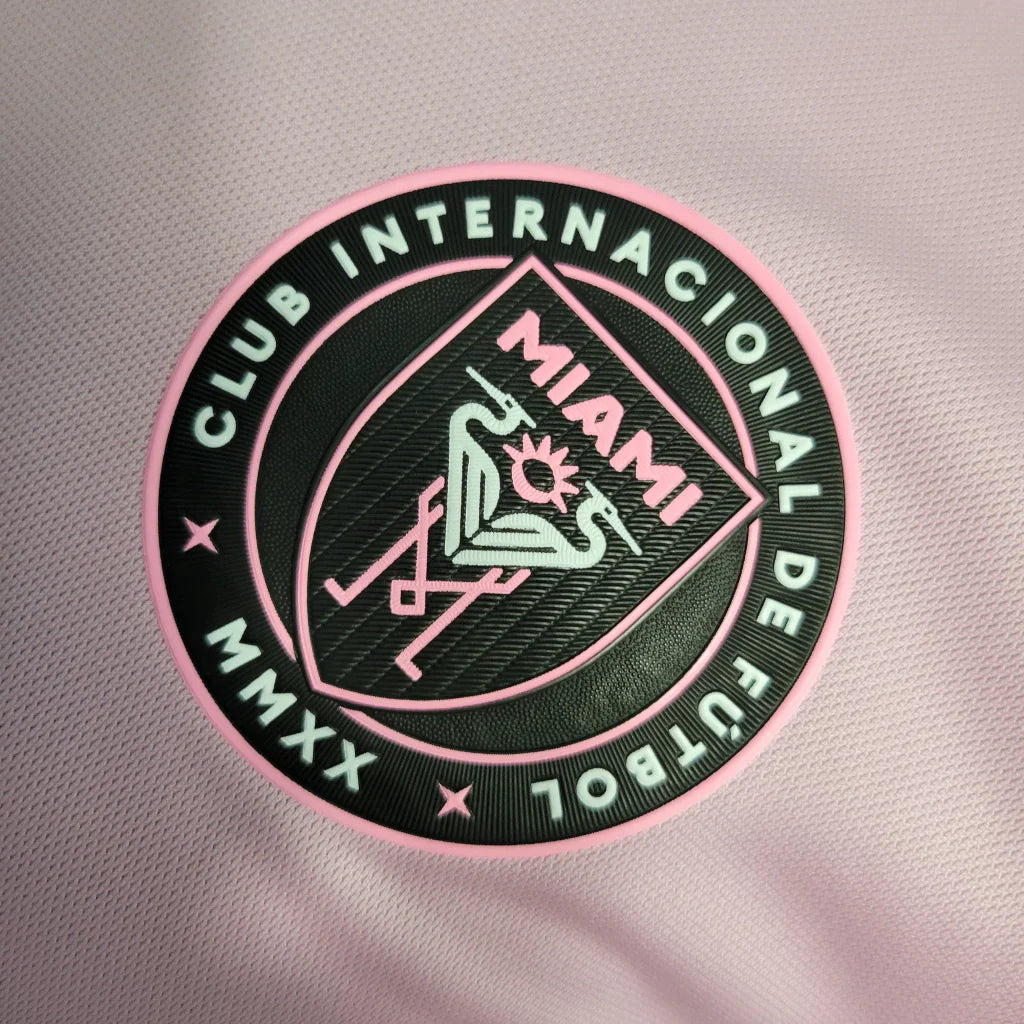 CLUB INTERNACIONAL DE FÚTBOL
MIAMI
MMXX